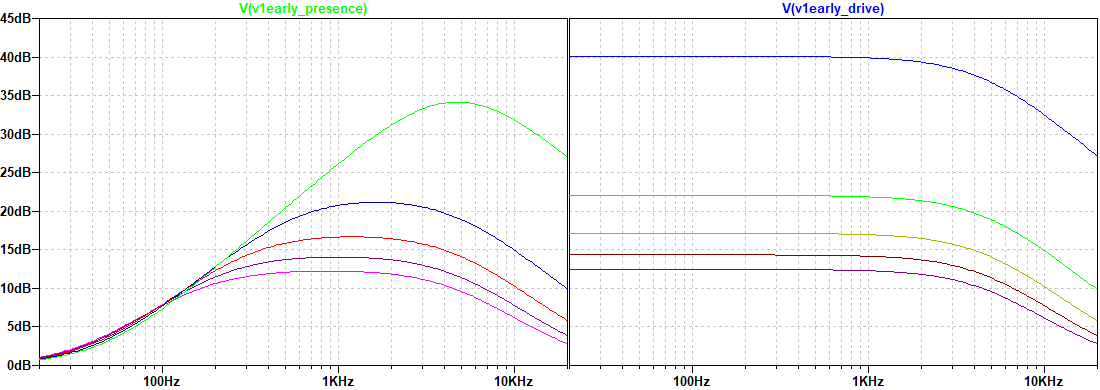 V(v1early_presence)
V(v1early_drive)
45dB
40dB
35dB
30dB
25dB
20dB
15dB
10dB
5dB
0dB
100Hz
1KHz
10KHz
100Hz
1KHz
10KHz